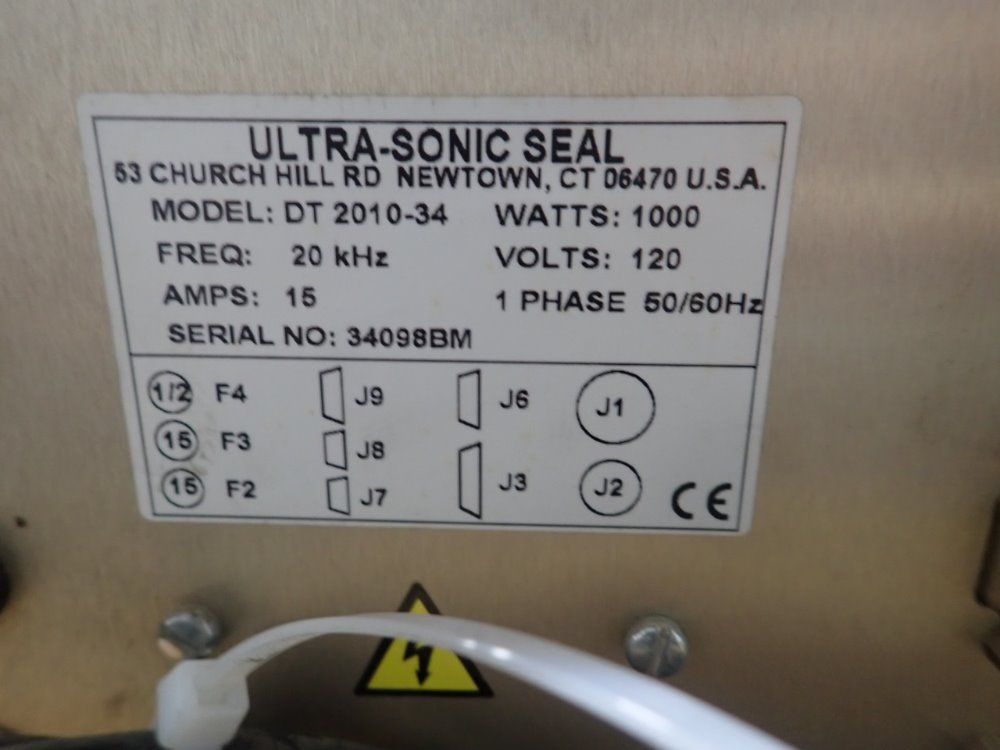 ULTRA-SONIC SEAL
53 CHURCH HILL RD NEWTOWN, CT 06470 U.S.A.
MODEL: DT 2010-34 WATTS: 1000
FREQ: 20 kHz VOLTS: 120
AMPS: 15 1 PHASE 50/60Hz
SERIAL NO: 34098BM
1/2 F4 J9 J6 J1
15 F3 J8
15 F2 J7 J3 J2 CE